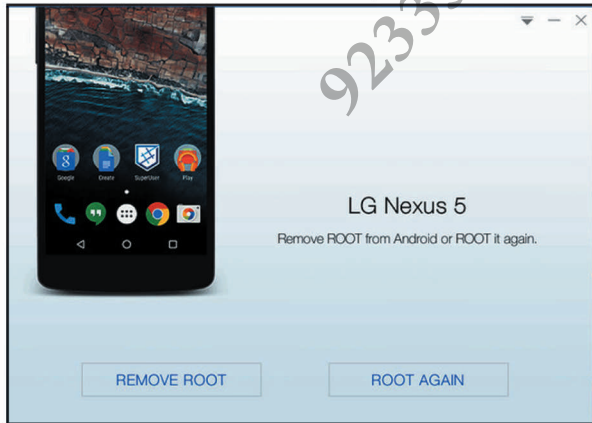 9233
Google
Create
SuperUser
Play
LG Nexus 5
Remove ROOT from Android or ROOT it again.
REMOVE ROOT
ROOT AGAIN